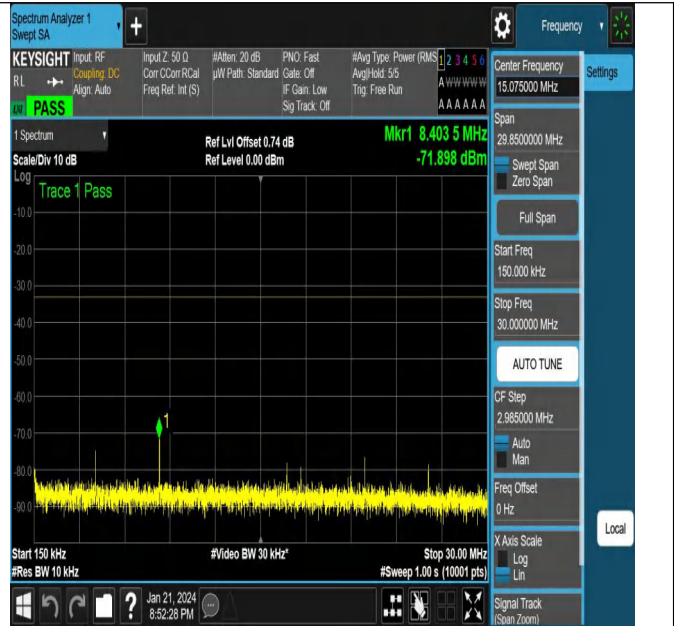 Spectrum Analyzer 1
Swept SA
+
Frequency
KEYSIGHT
RL
PASS
Input: RF
Coupling: DC
Align: Auto
Input Z: 50 Ω
Corr CCorr RCal
Freq Ref: Int (S)
#Atten: 20 dB
µW Path: Standard
PNO: Fast
Gate: Off
IF Gain: Low
Sig Track: Off
#Avg Type: Power (RMS
Avg|Hold: 5/5
Trig: Free Run
1 2 3 4 5 6
A W W W W W
A A A A A A
1 Spectrum
Scale/Div 10 dB
Ref Lvl Offset 0.74 dB
Ref Level 0.00 dBm
Mkr1 8.403 5 MHz
-71.898 dBm
Log
Trace 1 Pass
-10.0
-20.0
-30.0
-40.0
-50.0
-60.0
-70.0
-80.0
-90.0
1
Start 150 kHz
#Res BW 10 kHz
#Video BW 30 kHz*
Stop 30.00 MHz
#Sweep 1.00 s (10001 pts)
Center Frequency
15.075000 MHz
Settings
Span
29.8500000 MHz
Swept Span
Zero Span
Full Span
Start Freq
150.000 kHz
Stop Freq
30.000000 MHz
AUTO TUNE
CF Step
2.985000 MHz
Auto
Man
Freq Offset
0 Hz
X Axis Scale
Log
Lin
Local
Signal Track
(Span Zoom)
?
Jan 21, 2024
8:52:28 PM